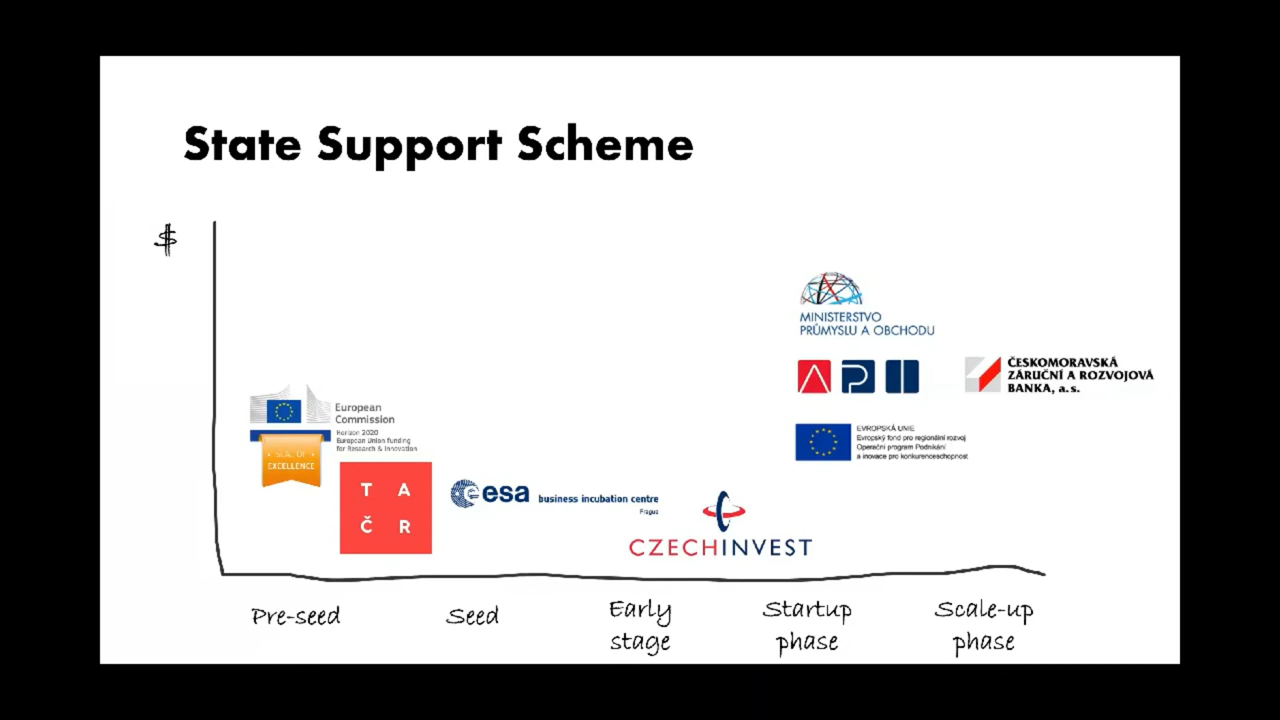 State Support Scheme
$
MINISTERSTVO
PRŮMYSLU A OBCHODU
API
ČESKOMORAVSKÁ
ZÁRUČNÍ A ROZVOJOVÁ
BANKA, a.s.
European
Commission
Horizon 2020
European Union funding
for Research & Innovation
SEAL OF
EXCELLENCE
EVROPSKÁ UNIE
Evropský fond pro regionální rozvoj
Operační program Podnikání
a inovace pro konkurenceschopnost
T A
Č R
esa business incubation centre
Prague
CZECHINVEST
Pre-seed
Seed
Early
stage
Startup
phase
Scale-up
phase